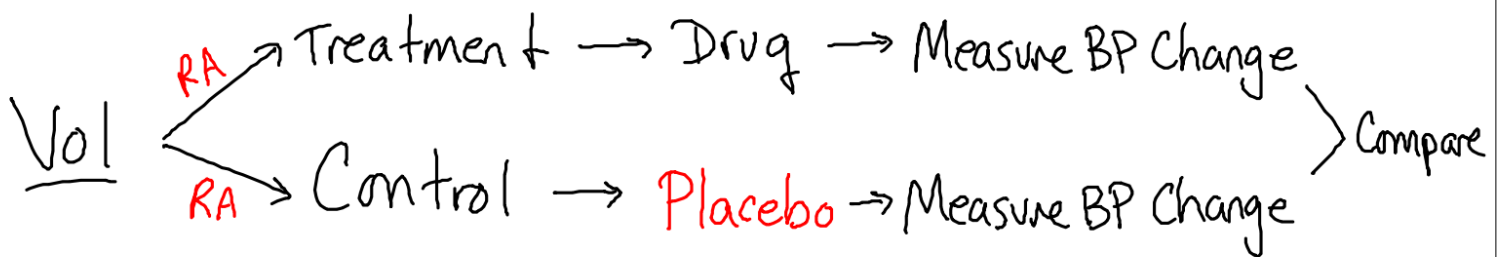 RA Treatment Drug Measure BP Change
Vol Compare
RA Control Placebo Measure BP Change